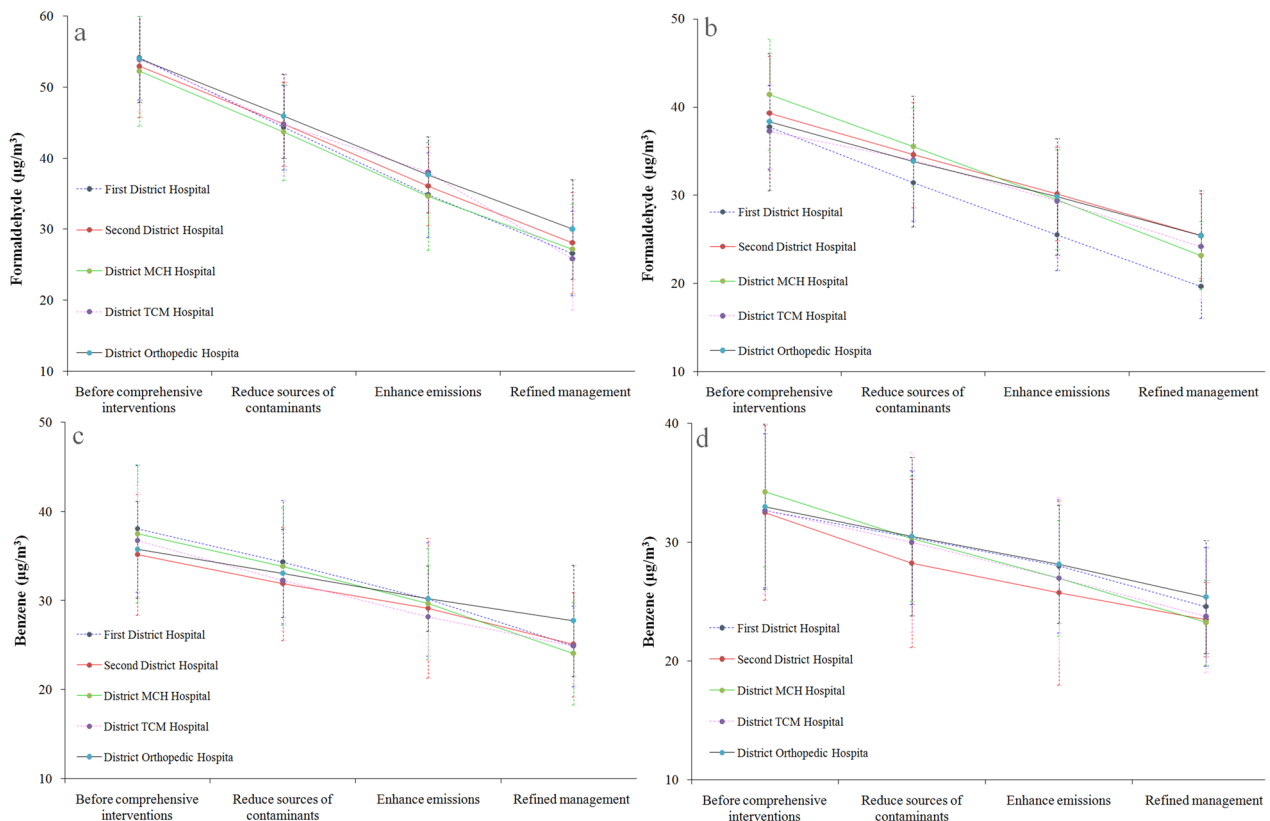 a
Formaldehyde (μg/m³)
60
50
40
30
20
10
First District Hospital
Second District Hospital
District MCH Hospital
District TCM Hospital
District Orthopedic Hospita
Before comprehensive
interventions
Reduce sources of
contaminants
Enhance emissions
Refined management
b
Formaldehyde (μg/m³)
50
40
30
20
10
First District Hospital
Second District Hospital
District MCH Hospital
District TCM Hospital
District Orthopedic Hospita
Before comprehensive
interventions
Reduce sources of
contaminants
Enhance emissions
Refined management
c
Benzene (μg/m³)
50
40
30
20
10
First District Hospital
Second District Hospital
District MCH Hospital
District TCM Hospital
District Orthopedic Hospita
Before comprehensive
interventions
Reduce sources of
contaminants
Enhance emissions
Refined management
d
Benzene (μg/m³)
40
30
20
10
First District Hospital
Second District Hospital
District MCH Hospital
District TCM Hospital
District Orthopedic Hospita
Before comprehensive
interventions
Reduce sources of
contaminants
Enhance emissions
Refined management